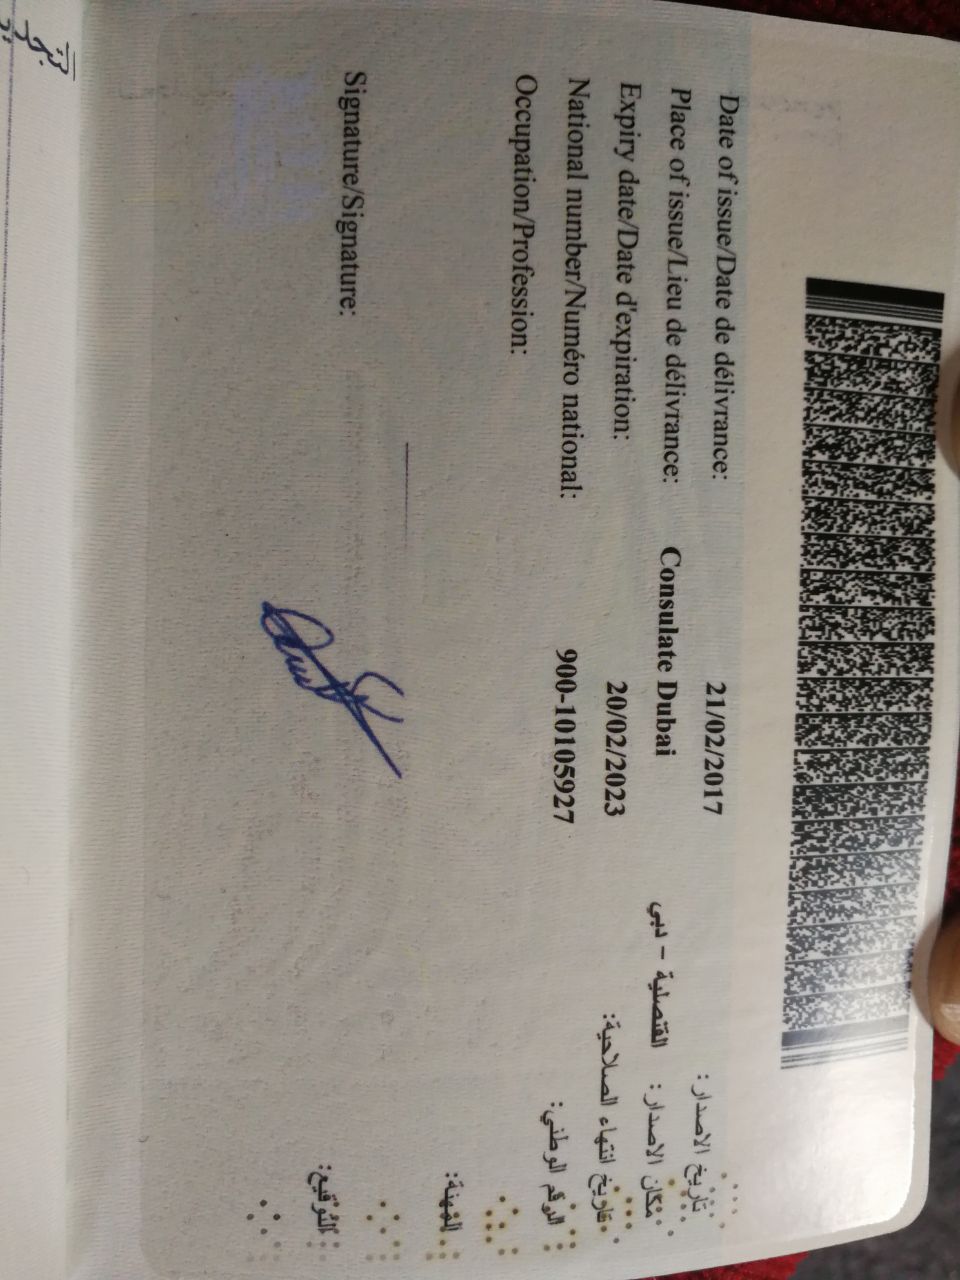 Date of issue/Date de délivrance: 21/02/2017 تاريخ الاصدار:
Place of issue/Lieu de délivrance: Consulate Dubai القنصلية - دبي مكان الاصدار:
Expiry date/Date d'expiration: 20/02/2023 تاريخ انتهاء الصلاحية:
National number/Numéro national: 900-10105927 الرقم الوطني:
Occupation/Profession: المهنة:
Signature/Signature: التوقيع: